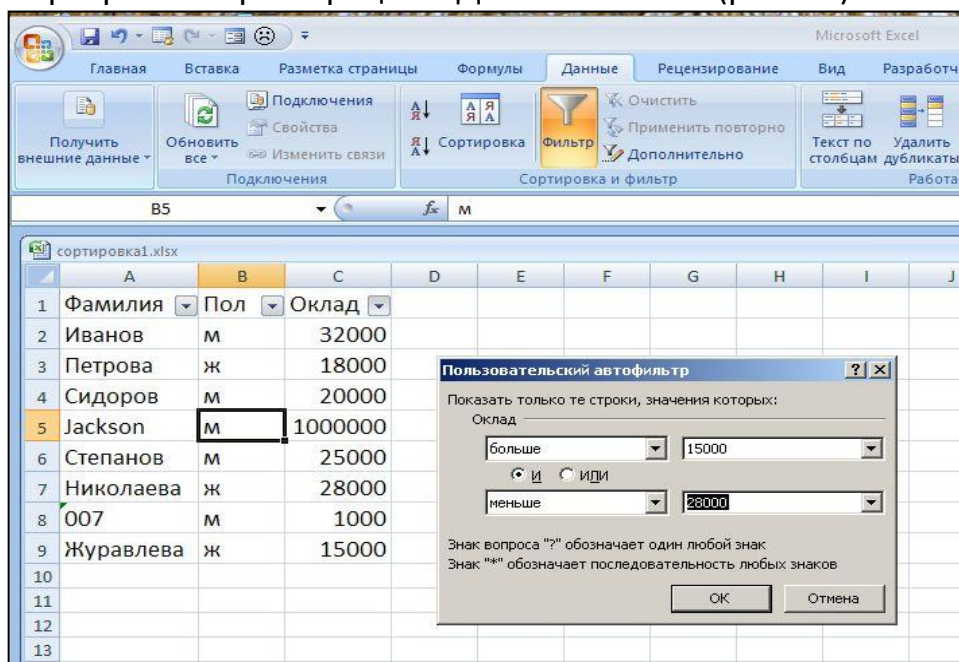 Microsoft Excel
Главная Вставка Разметка страницы Формулы Данные Рецензирование Вид Разработч
Получить внешние данные
Обновить все
Подключения
Свойства
Изменить связи
Подключения
Сортировка
Фильтр
Очистить
Применить повторно
Дополнительно
Сортировка и фильтр
Текст по столбцам
Удалить дубликаты
Работа
B5 fx м
сортировка1.xlsx
A B C D E F G H I J
1 Фамилия Пол Оклад
2 Иванов м 32000
3 Петрова ж 18000
4 Сидоров м 20000
5 Jackson м 1000000
6 Степанов м 25000
7 Николаева ж 28000
8 007 м 1000
9 Журавлева ж 15000
10
11
12
13
Пользовательский автофильтр
Показать только те строки, значения которых:
Оклад
больше 15000
И ИЛИ
меньше 28000
Знак вопроса "?" обозначает один любой знак
Знак "*" обозначает последовательность любых знаков
ОК Отмена